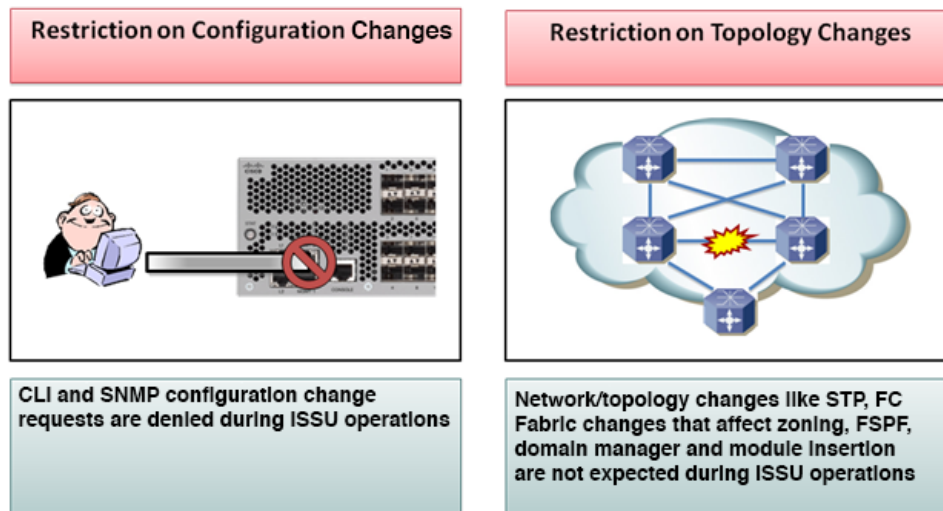 Restriction on Configuration Changes
Restriction on Topology Changes
CONSOLE
CLI and SNMP configuration change
requests are denied during ISSU operations
Network/topology changes like STP, FC
Fabric changes that affect zoning, FSPF,
domain manager and module insertion
are not expected during ISSU operations